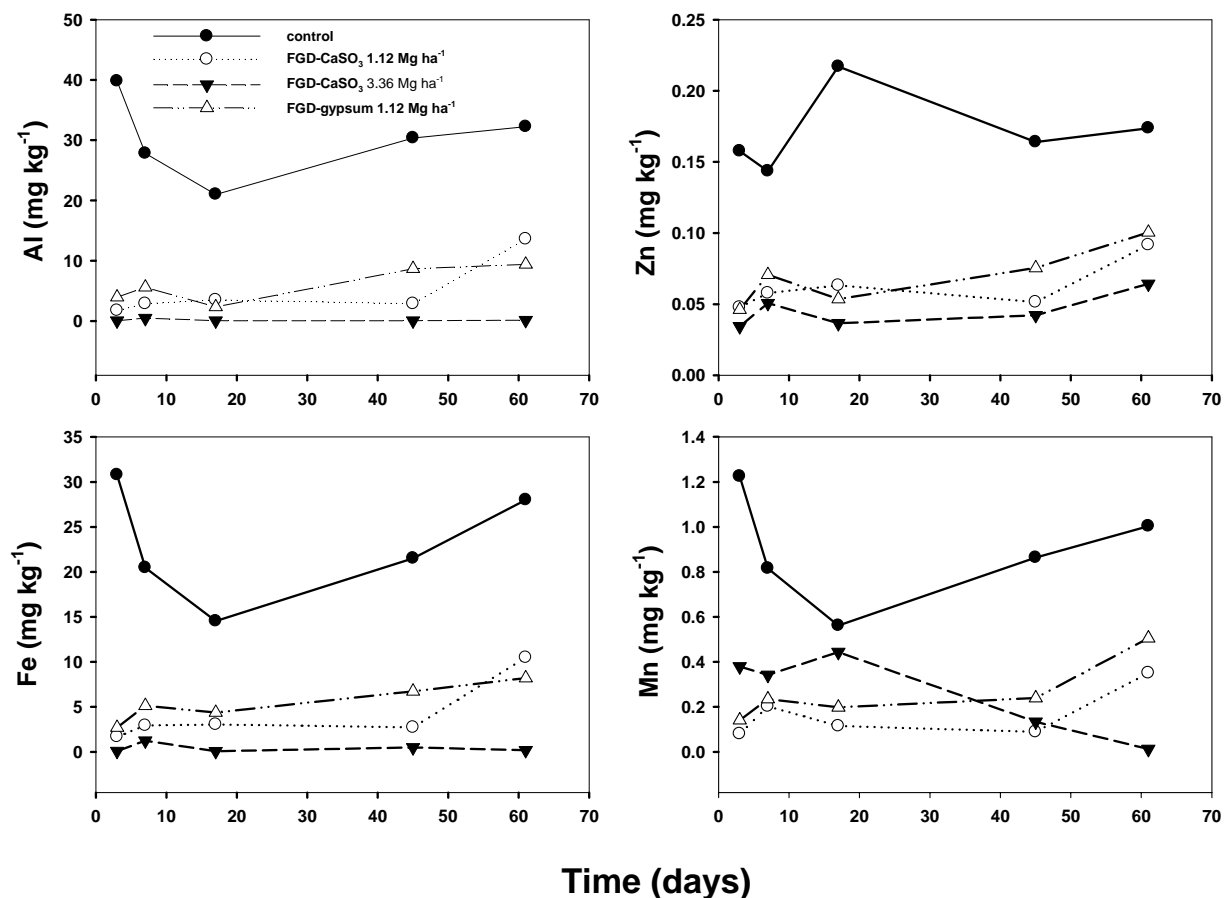 50
40
30
20
10
0
Al (mg kg⁻¹)
control
FGD-CaSO₃ 1.12 Mg ha⁻¹
FGD-CaSO₃ 3.36 Mg ha⁻¹
FGD-gypsum 1.12 Mg ha⁻¹
0 10 20 30 40 50 60 70
0.25
0.20
0.15
0.10
0.05
0.00
Zn (mg kg⁻¹)
0 10 20 30 40 50 60 70
35
30
25
20
15
10
5
0
Fe (mg kg⁻¹)
0 10 20 30 40 50 60 70
1.4
1.2
1.0
0.8
0.6
0.4
0.2
0.0
Mn (mg kg⁻¹)
0 10 20 30 40 50 60 70
Time (days)